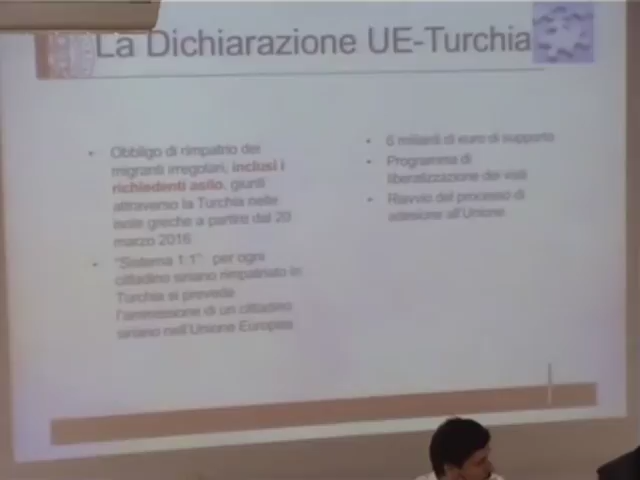 La Dichiarazione UE-Turchia
• Obbligo di rimpatrio dei
migranti irregolari, inclusi i
richiedenti asilo, giunti
attraverso la Turchia nelle
isole greche a partire dal 20
marzo 2016
• "Sistema 1:1": per ogni
cittadino siriano rimpatriato in
Turchia si prevede
l'ammissione di un cittadino
siriano nell'Unione Europea
• 6 miliardi di euro di supporto
• Programma di
liberalizzazione dei visti
• Riavvio del processo di
adesione all'Unione